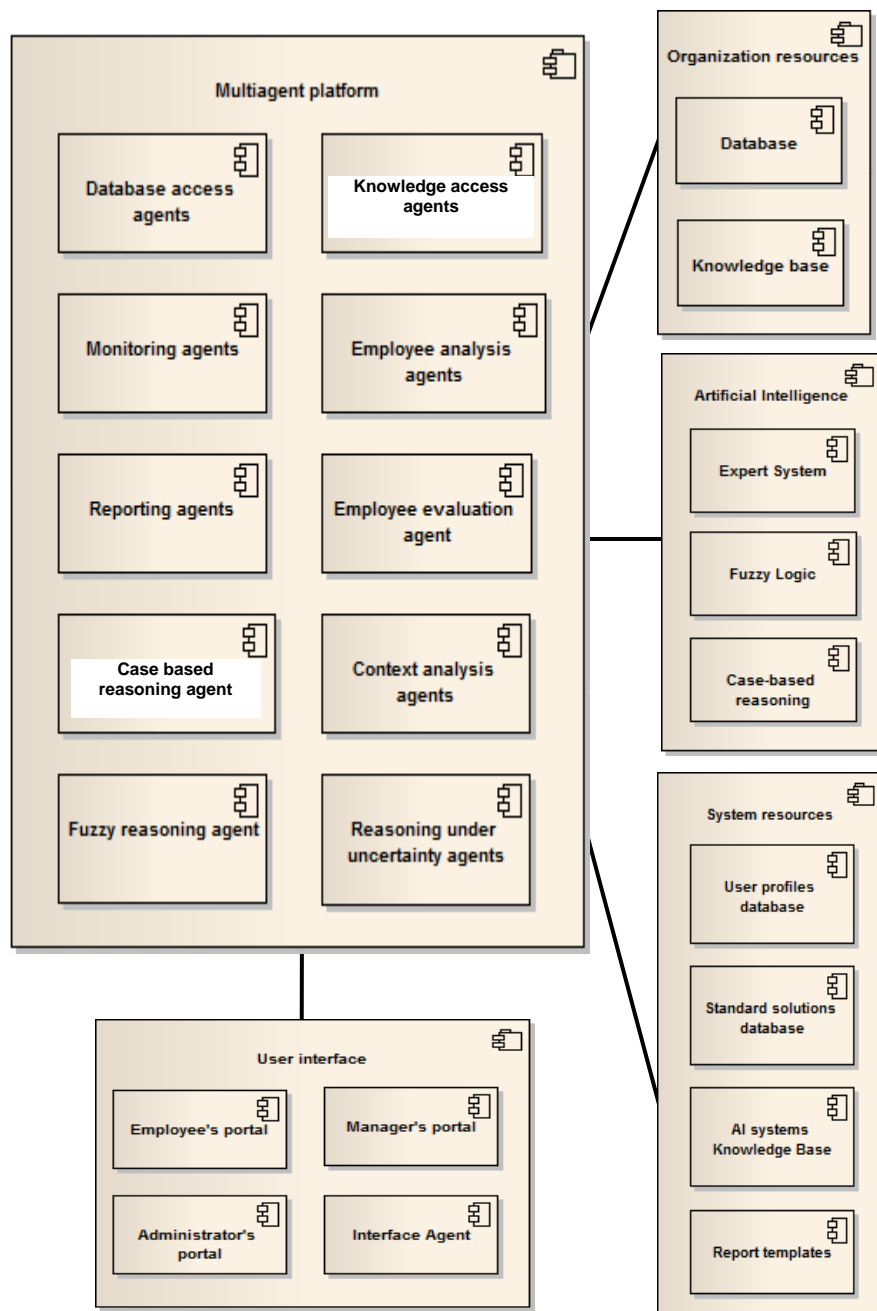 Multiagent platform
Database access
agents
Knowledge access
agents
Monitoring agents
Employee analysis
agents
Reporting agents
Employee evaluation
agent
Case based
reasoning agent
Context analysis
agents
Fuzzy reasoning agent
Reasoning under
uncertainty agents
Organization resources
Database
Knowledge base
Artificial Intelligence
Expert System
Fuzzy Logic
Case-based
reasoning
System resources
User profiles
database
Standard solutions
database
AI systems
Knowledge Base
Report templates
User interface
Employee's portal
Manager's portal
Administrator's
portal
Interface Agent